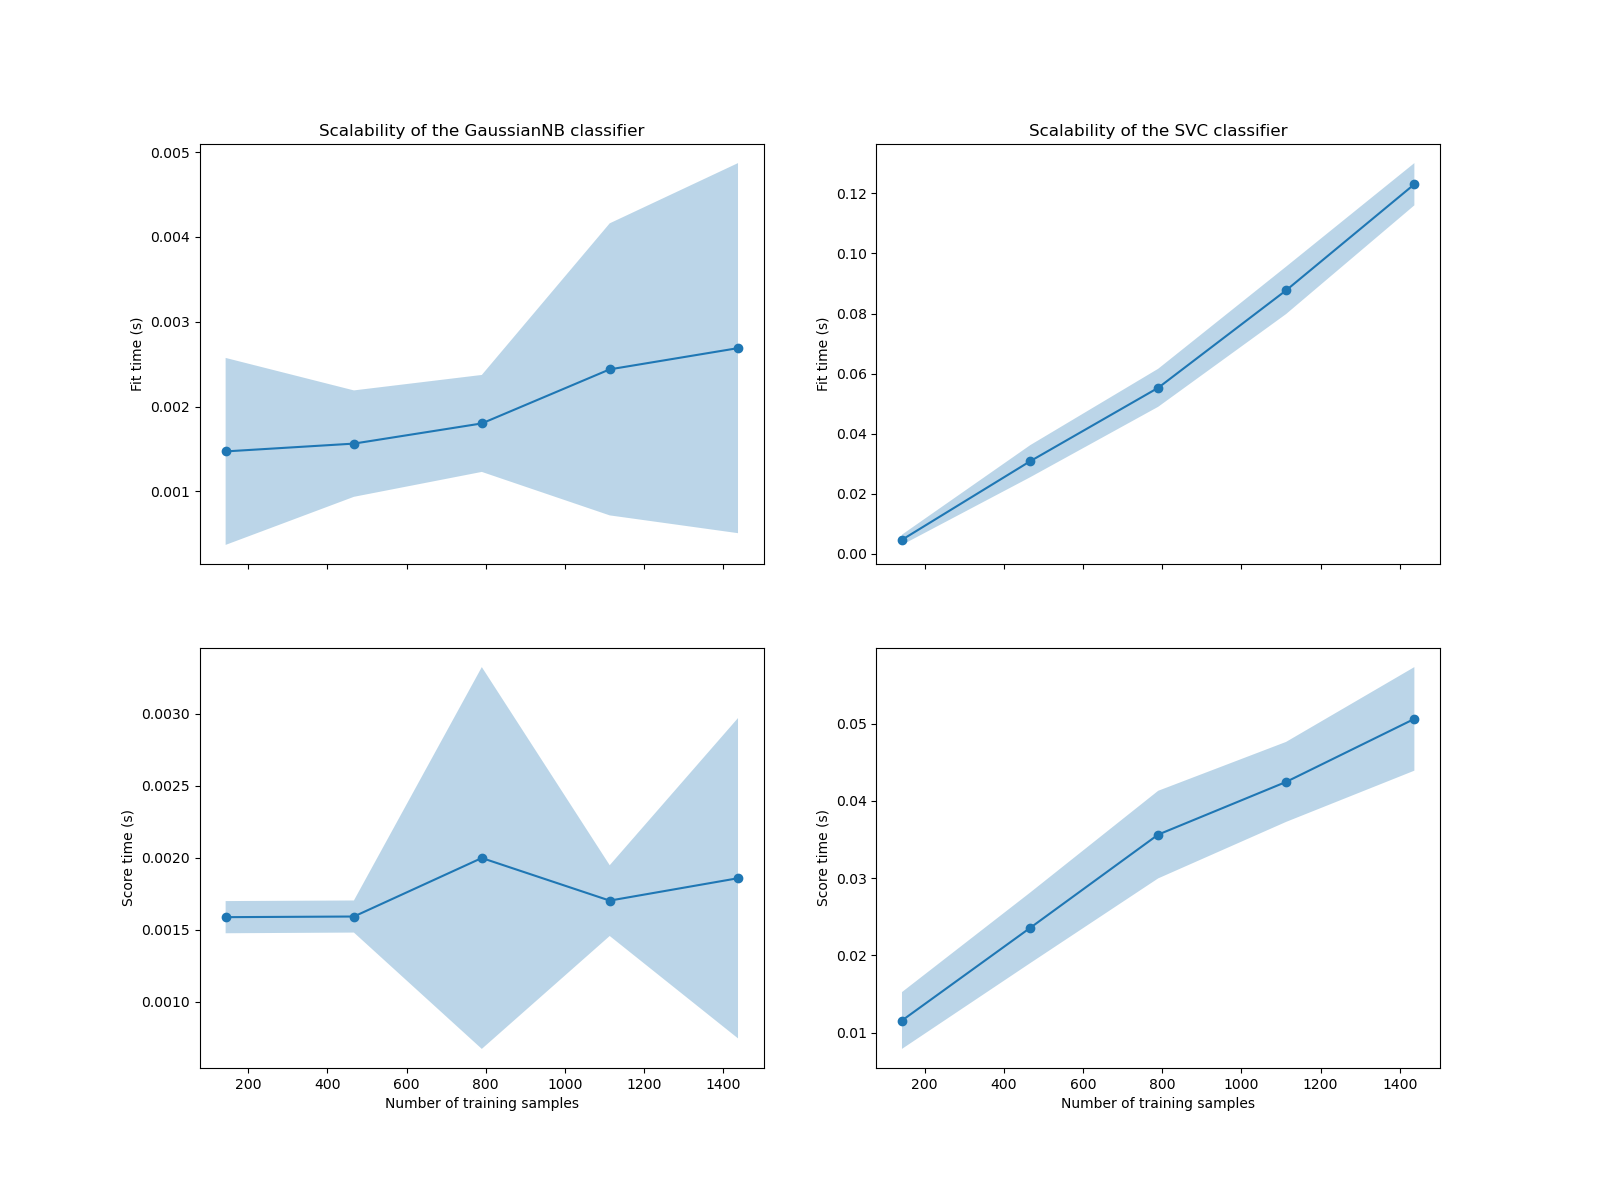 Scalability of the GaussianNB classifier
0.005
0.004
0.003
0.002
0.001
Fit time (s)
Scalability of the SVC classifier
0.12
0.10
0.08
0.06
0.04
0.02
0.00
Fit time (s)
0.0030
0.0025
0.0020
0.0015
0.0010
Score time (s)
200 400 600 800 1000 1200 1400
Number of training samples
0.05
0.04
0.03
0.02
0.01
Score time (s)
200 400 600 800 1000 1200 1400
Number of training samples